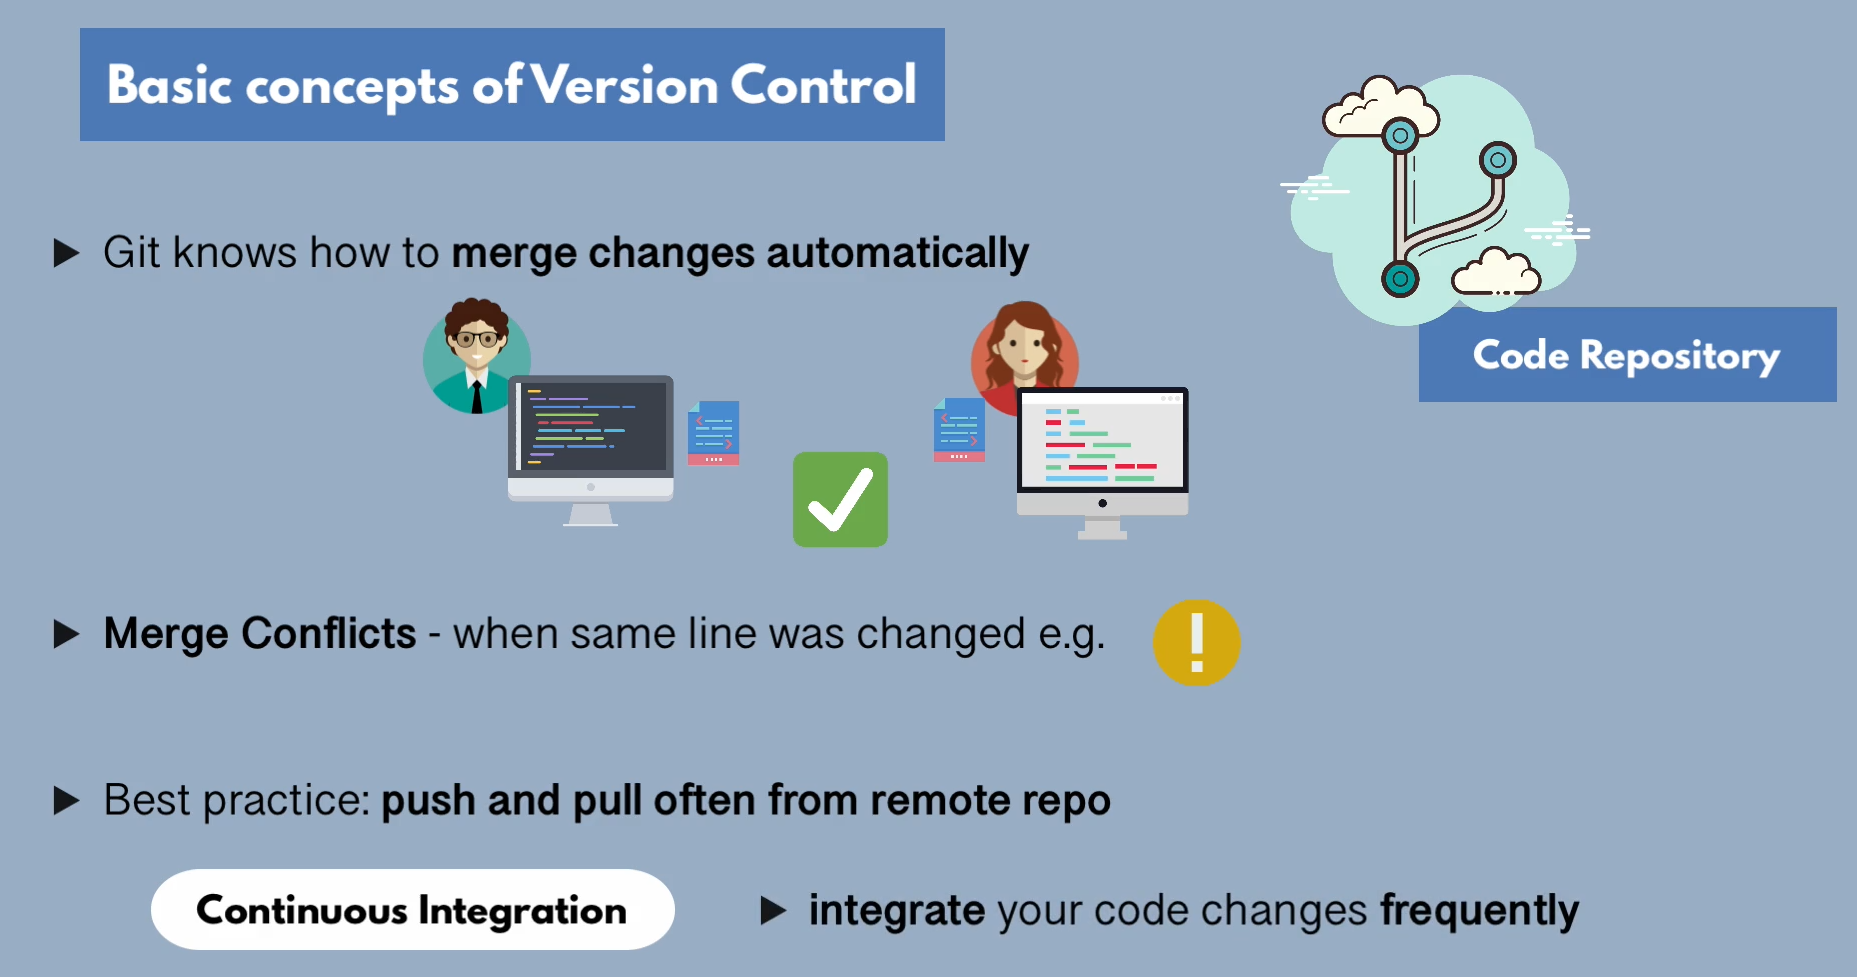 Basic concepts of Version Control
Git knows how to merge changes automatically
Code Repository
Merge Conflicts - when same line was changed e.g.
Best practice: push and pull often from remote repo
Continuous Integration
integrate your code changes frequently